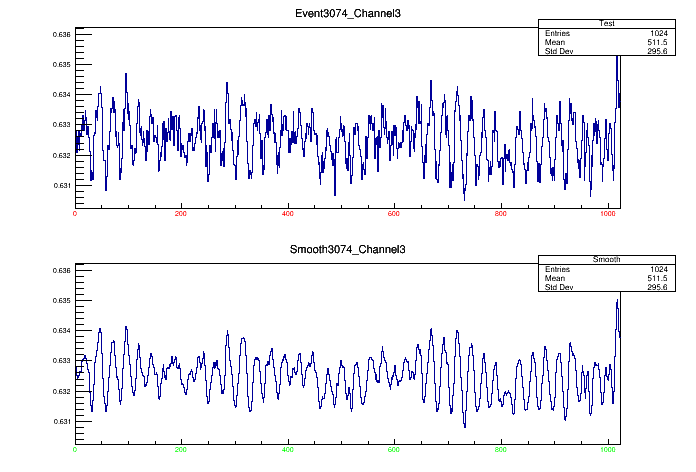 Event3074_Channel3
Test
Entries 1024
Mean 511.5
Std Dev 295.6
0.636
0.635
0.634
0.633
0.632
0.631
0 200 400 600 800 1000
Smooth3074_Channel3
Smooth
Entries 1024
Mean 511.5
Std Dev 295.6
0.636
0.635
0.634
0.633
0.632
0.631
0 200 400 600 800 1000